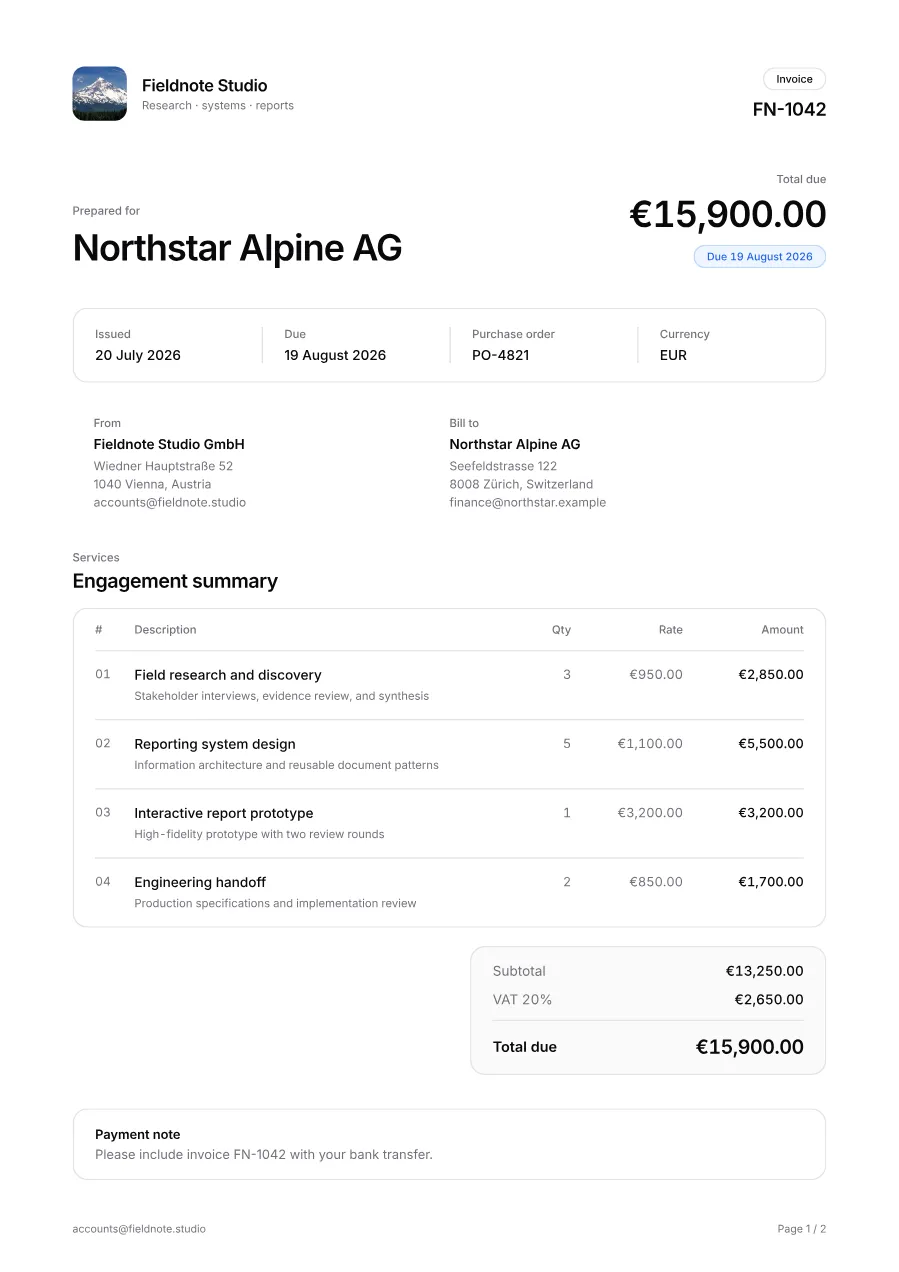 Fieldnote Studio
Research · systems · reports
Invoice
FN-1042
Prepared for
Northstar Alpine AG
Total due
€15,900.00
Due 19 August 2026
Issued
20 July 2026
Due
19 August 2026
Purchase order
PO-4821
Currency
EUR
From
Fieldnote Studio GmbH
Wiedner Hauptstraße 52
1040 Vienna, Austria
accounts@fieldnote.studio
Bill to
Northstar Alpine AG
Seefeldstrasse 122
8008 Zürich, Switzerland
finance@northstar.example
Services
Engagement summary
# Description Qty Rate Amount
01 Field research and discovery 3 €950.00 €2,850.00
Stakeholder interviews, evidence review, and synthesis
02 Reporting system design 5 €1,100.00 €5,500.00
Information architecture and reusable document patterns
03 Interactive report prototype 1 €3,200.00 €3,200.00
High-fidelity prototype with two review rounds
04 Engineering handoff 2 €850.00 €1,700.00
Production specifications and implementation review
Subtotal €13,250.00
VAT 20% €2,650.00
Total due €15,900.00
Payment note
Please include invoice FN-1042 with your bank transfer.
accounts@fieldnote.studio Page 1 / 2